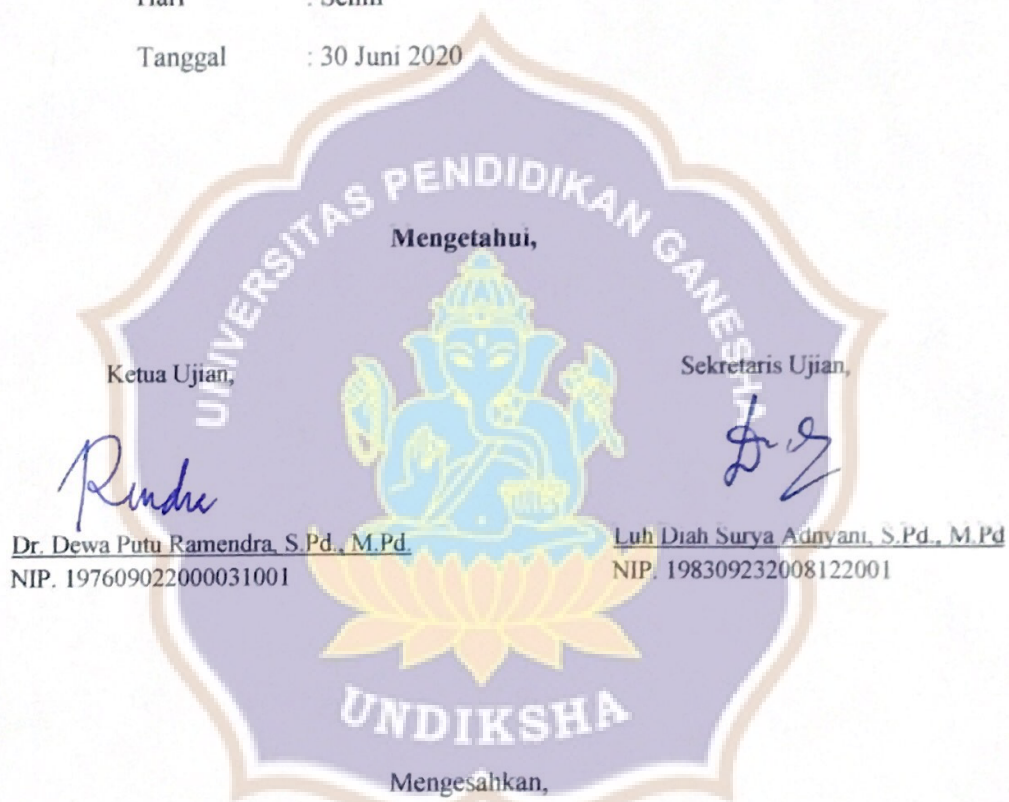 Tanggal : 30 Juni 2020
UNIVERSITAS PENDIDIKAN GANESHA
Mengetahui,
Ketua Ujian,
Sekretaris Ujian,
Rendra
Dr. Dewa Putu Ramendra, S.Pd., M.Pd.
NIP. 197609022000031001
Luh Diah Surya Adnyani, S.Pd., M.Pd
NIP. 198309232008122001
UNDIKSHA
Mengesahkan,